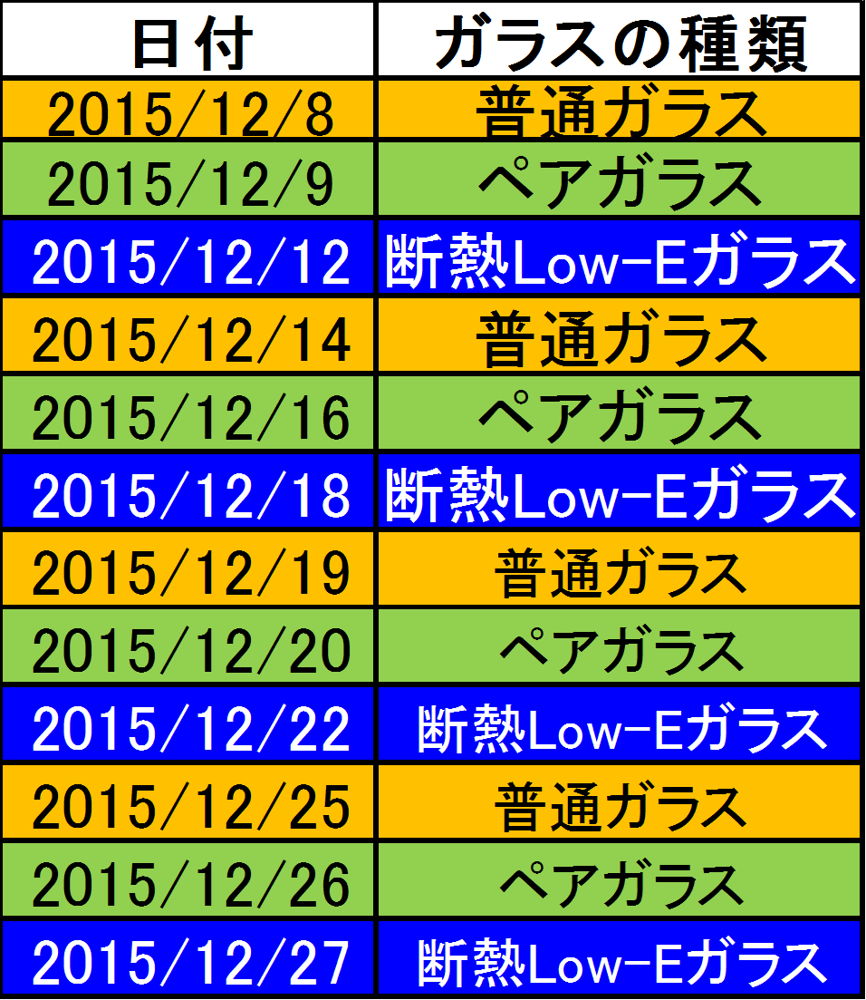 日付 ガラスの種類
2015/12/8 普通ガラス
2015/12/9 ペアガラス
2015/12/12 断熱Low-Eガラス
2015/12/14 普通ガラス
2015/12/16 ペアガラス
2015/12/18 断熱Low-Eガラス
2015/12/19 普通ガラス
2015/12/20 ペアガラス
2015/12/22 断熱Low-Eガラス
2015/12/25 普通ガラス
2015/12/26 ペアガラス
2015/12/27 断熱Low-Eガラス